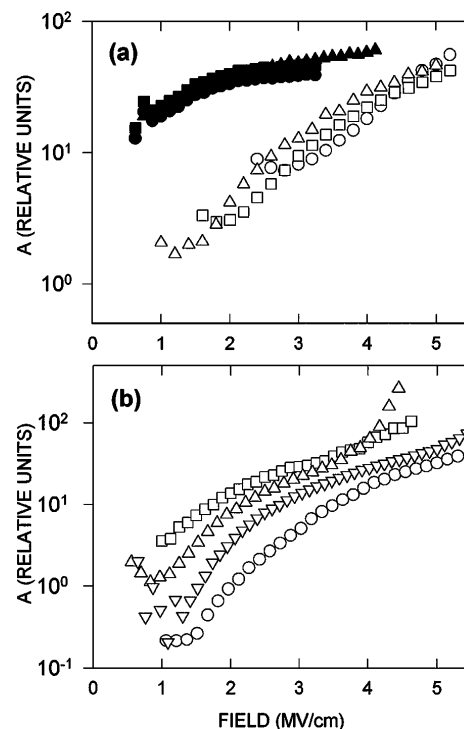 (a)
A (RELATIVE UNITS)
10²
10¹
10⁰
0 1 2 3 4 5
(b)
A (RELATIVE UNITS)
10²
10¹
10⁰
10⁻¹
0 1 2 3 4 5
FIELD (MV/cm)